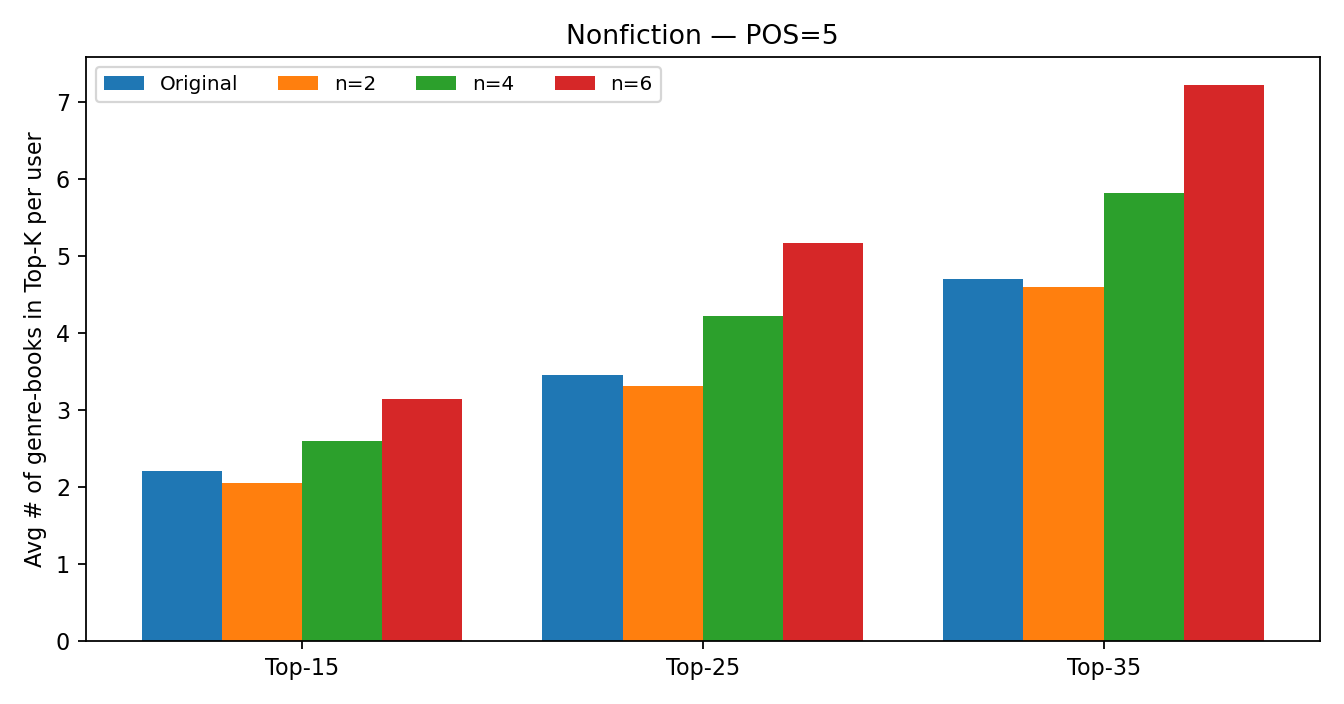 Nonfiction — POS=5
Original n=2 n=4 n=6
Avg # of genre-books in Top-K per user
7
6
5
4
3
2
1
0
Top-15 Top-25 Top-35